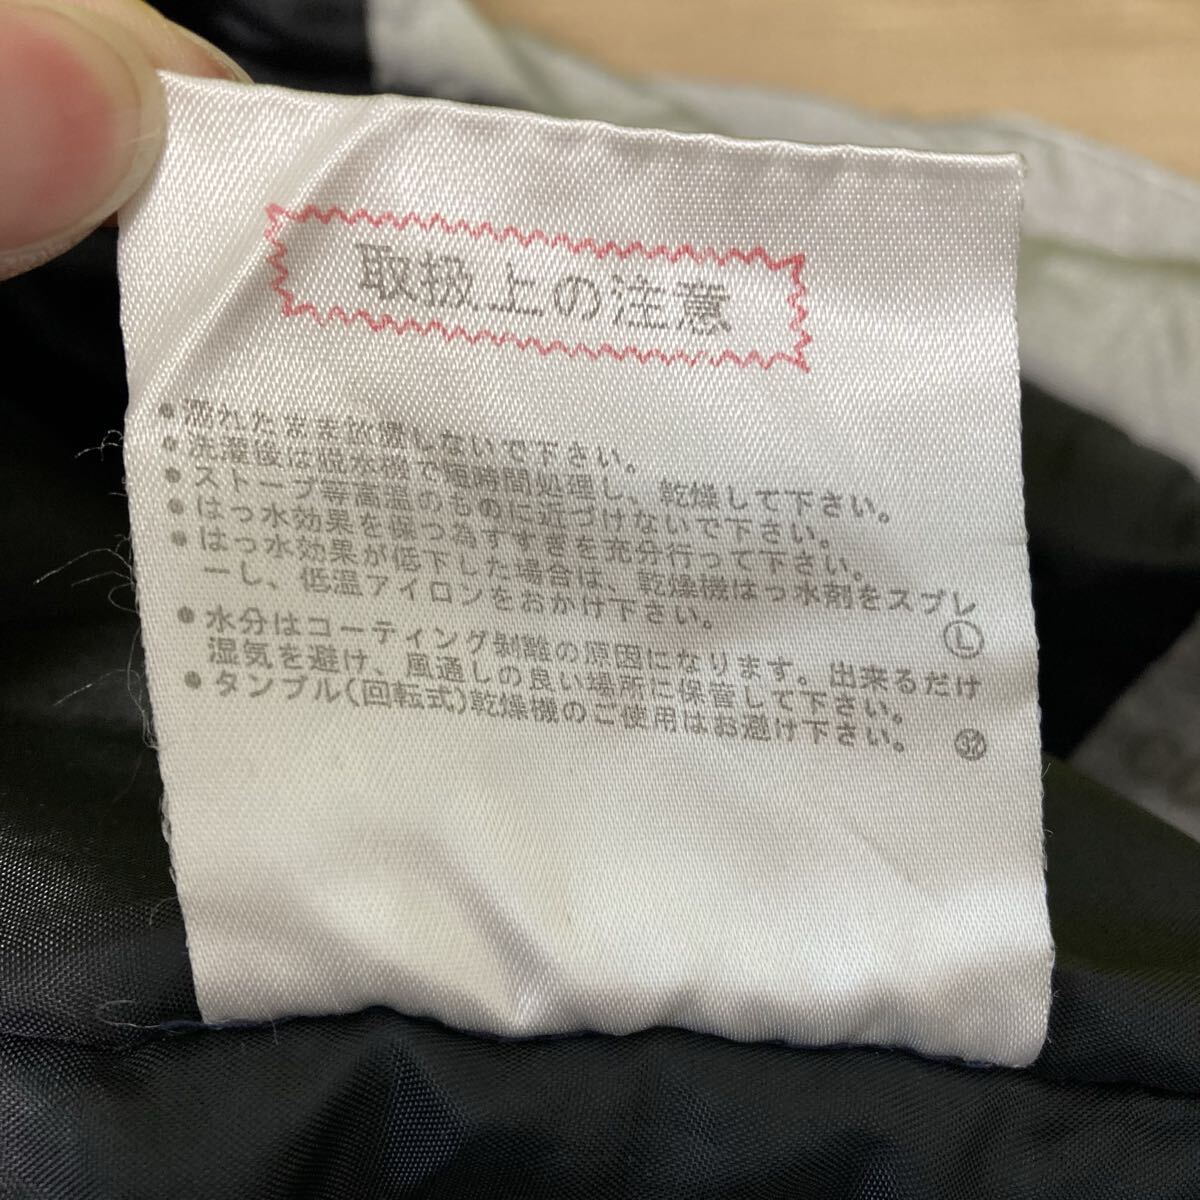 取扱上の注意
●濡れたまま放置しないで下さい。
●洗濯後は脱水機で短時間処理し、乾燥して下さい。
●ストーブ等高温のものに近づけないで下さい。
●はっ水効果を保つ為すすぎを充分行って下さい。
●はっ水効果が低下した場合は、乾燥機はっ水剤をスプレ
ーし、低温アイロンをおかけ下さい。
Ⓛ
●水分はコーティング剥離の原因になります。出来るだけ
湿気を避け、風通しの良い場所に保管して下さい。
●タンブル(回転式)乾燥機のご使用はお避け下さい。
㉜